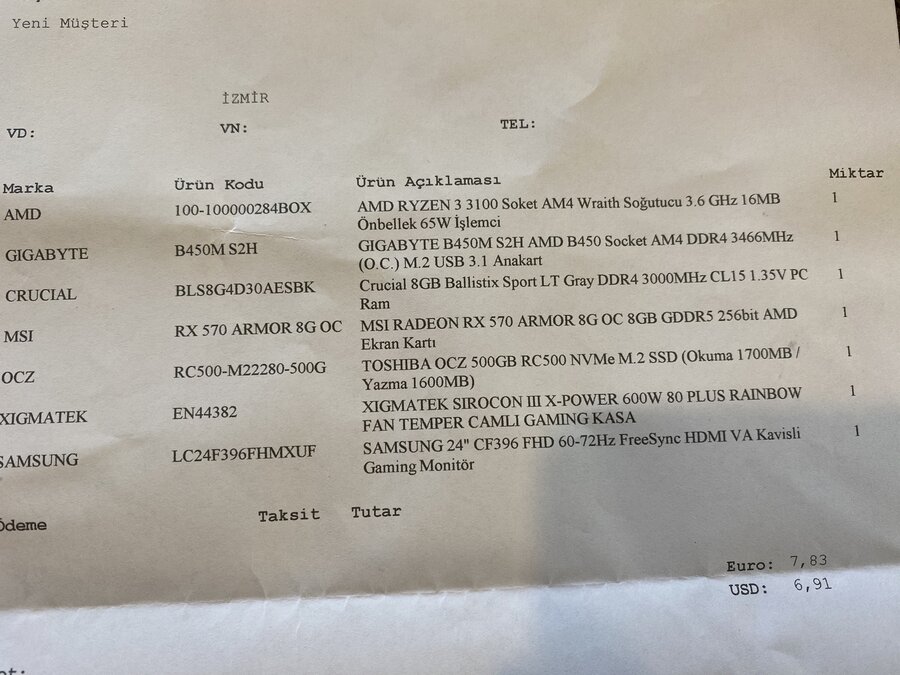 Yeni Müşteri
İZMİR
VD: VN: TEL:
Marka Ürün Kodu Ürün Açıklaması Miktar
AMD 100-100000284BOX AMD RYZEN 3 3100 Soket AM4 Wraith Soğutucu 3.6 GHz 16MB 1
Önbellek 65W İşlemci
GIGABYTE B450M S2H GIGABYTE B450M S2H AMD B450 Socket AM4 DDR4 3466MHz 1
(O.C.) M.2 USB 3.1 Anakart
CRUCIAL BLS8G4D30AESBK Crucial 8GB Ballistix Sport LT Gray DDR4 3000MHz CL15 1.35V PC 1
Ram
MSI RX 570 ARMOR 8G OC MSI RADEON RX 570 ARMOR 8G OC 8GB GDDR5 256bit AMD 1
Ekran Kartı
OCZ RC500-M22280-500G TOSHIBA OCZ 500GB RC500 NVMe M.2 SSD (Okuma 1700MB / 1
Yazma 1600MB)
XIGMATEK EN44382 XIGMATEK SIROCON III X-POWER 600W 80 PLUS RAINBOW 1
FAN TEMPER CAMLI GAMING KASA
SAMSUNG LC24F396FHMXUF SAMSUNG 24" CF396 FHD 60-72Hz FreeSync HDMI VA Kavisli 1
Gaming Monitör
Ödeme Taksit Tutar
Euro: 7,83
USD: 6,91